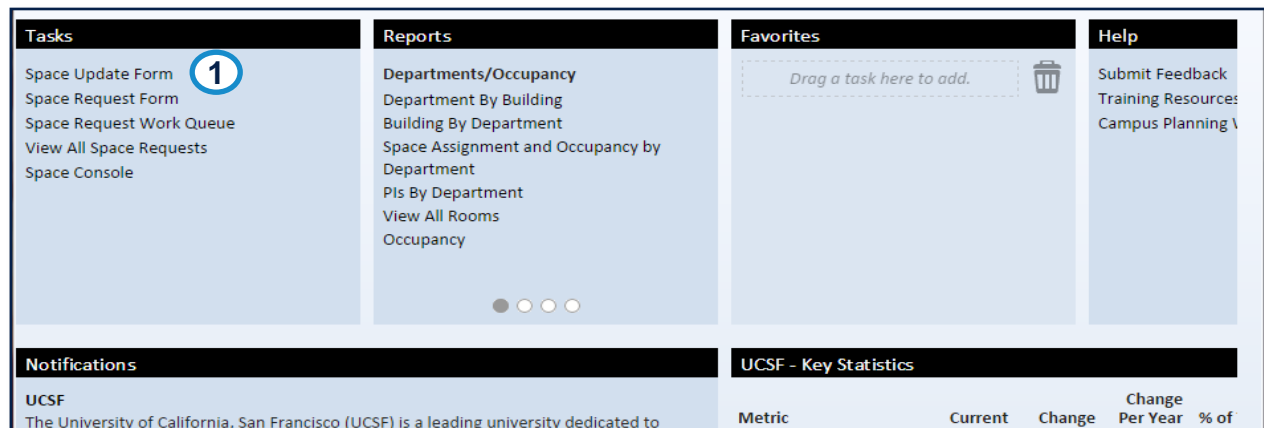 Tasks
Space Update Form
1
Space Request Form
Space Request Work Queue
View All Space Requests
Space Console
Reports
Departments/Occupancy
Department By Building
Building By Department
Space Assignment and Occupancy by
Department
PIs By Department
View All Rooms
Occupancy
Favorites
Drag a task here to add.
Help
Submit Feedback
Training Resources
Campus Planning
Notifications
UCSF
The University of California, San Francisco (UCSF) is a leading university dedicated to
UCSF - Key Statistics
Change
Metric Current Change Per Year % of